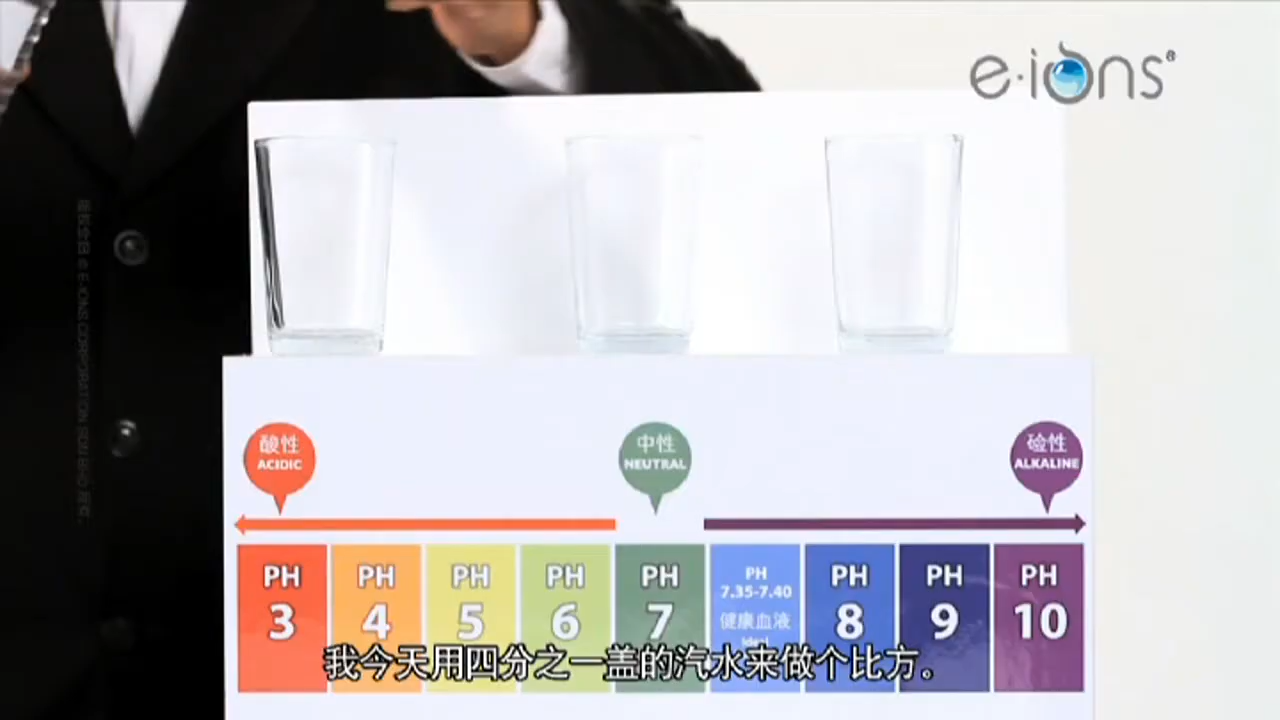 e·ions®
酸性
ACIDIC
中性
NEUTRAL
硷性
ALKALINE
PH
3
PH
4
PH
5
PH
6
PH
7
PH
7.35-7.40
健康血液
Ideal
PH
8
PH
9
PH
10
我今天用四分之一盖的汽水来做个比方。